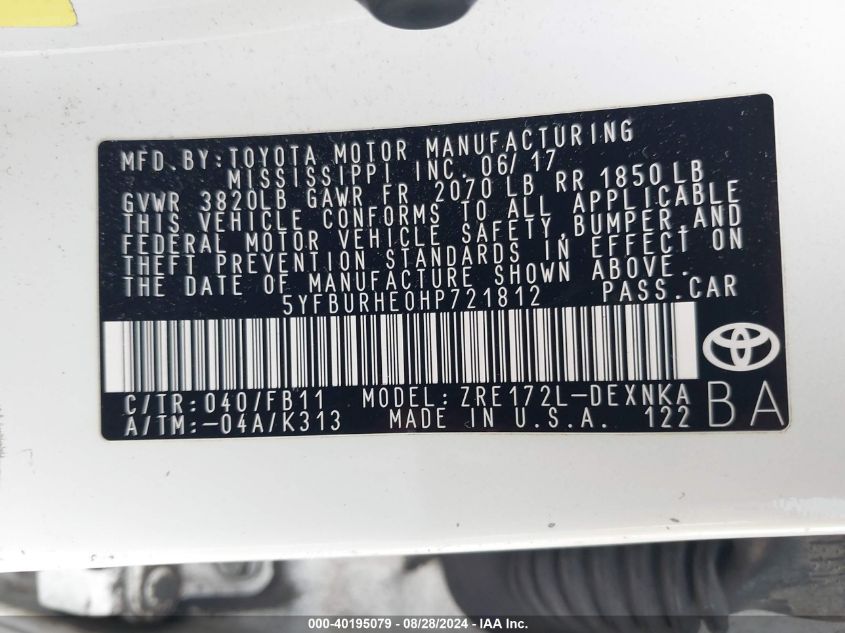 MFD.BY:TOYOTA MOTOR MANUFACTURING
MISSISSIPPI INC. 06/17
GVWR 3820LB GAWR FR 2070 LB RR 1850 LB
THIS VEHICLE CONFORMS TO ALL APPLICABLE
FEDERAL MOTOR VEHICLE SAFETY,BUMPER,AND
THEFT PREVENTION STANDARDS IN EFFECT ON
THE DATE OF MANUFACTURE SHOWN ABOVE.
5YFBURHE0HP721812 PASS.CAR
C/TR:040/FB11 MODEL:ZRE172L-DEXNKA
A/TM:-04A/K313 MADE IN U.S.A. 122
BA
000-40195079 - 08/28/2024 - IAA Inc.